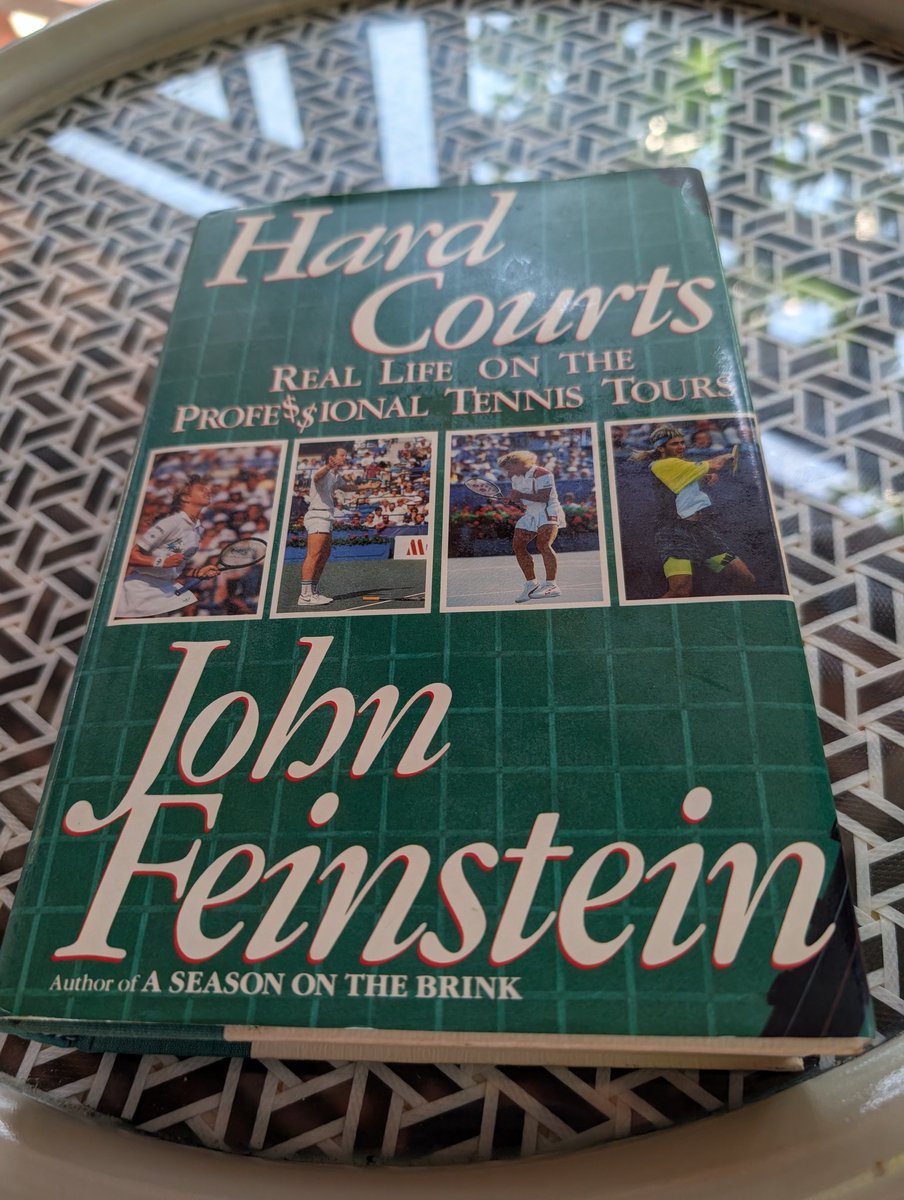 Hard
Courts
REAL LIFE ON THE
PROFE$$IONAL TENNIS TOURS
John
Feinstein
Author of A SEASON ON THE BRINK